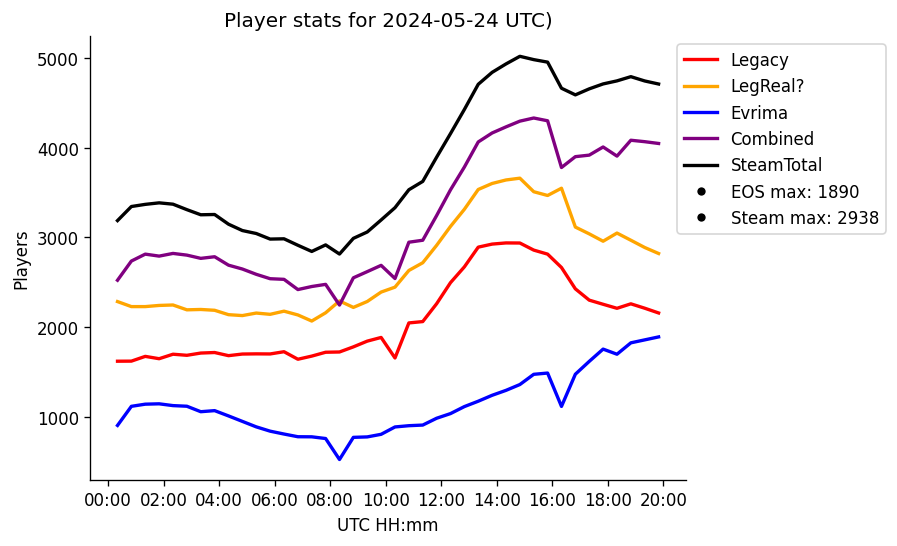 Player stats for 2024-05-24 UTC)
Players
5000
4000
3000
2000
1000
00:00 02:00 04:00 06:00 08:00 10:00 12:00 14:00 16:00 18:00 20:00
UTC HH:mm
Legacy
LegReal?
Evrima
Combined
SteamTotal
EOS max: 1890
Steam max: 2938